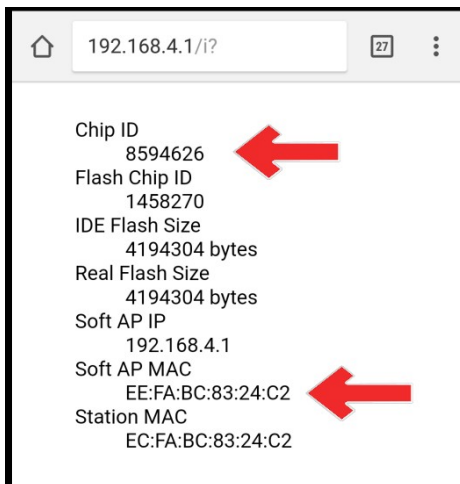 192.168.4.1/i?
27
Chip ID
8594626
Flash Chip ID
1458270
IDE Flash Size
4194304 bytes
Real Flash Size
4194304 bytes
Soft AP IP
192.168.4.1
Soft AP MAC
EE:FA:BC:83:24:C2
Station MAC
EC:FA:BC:83:24:C2